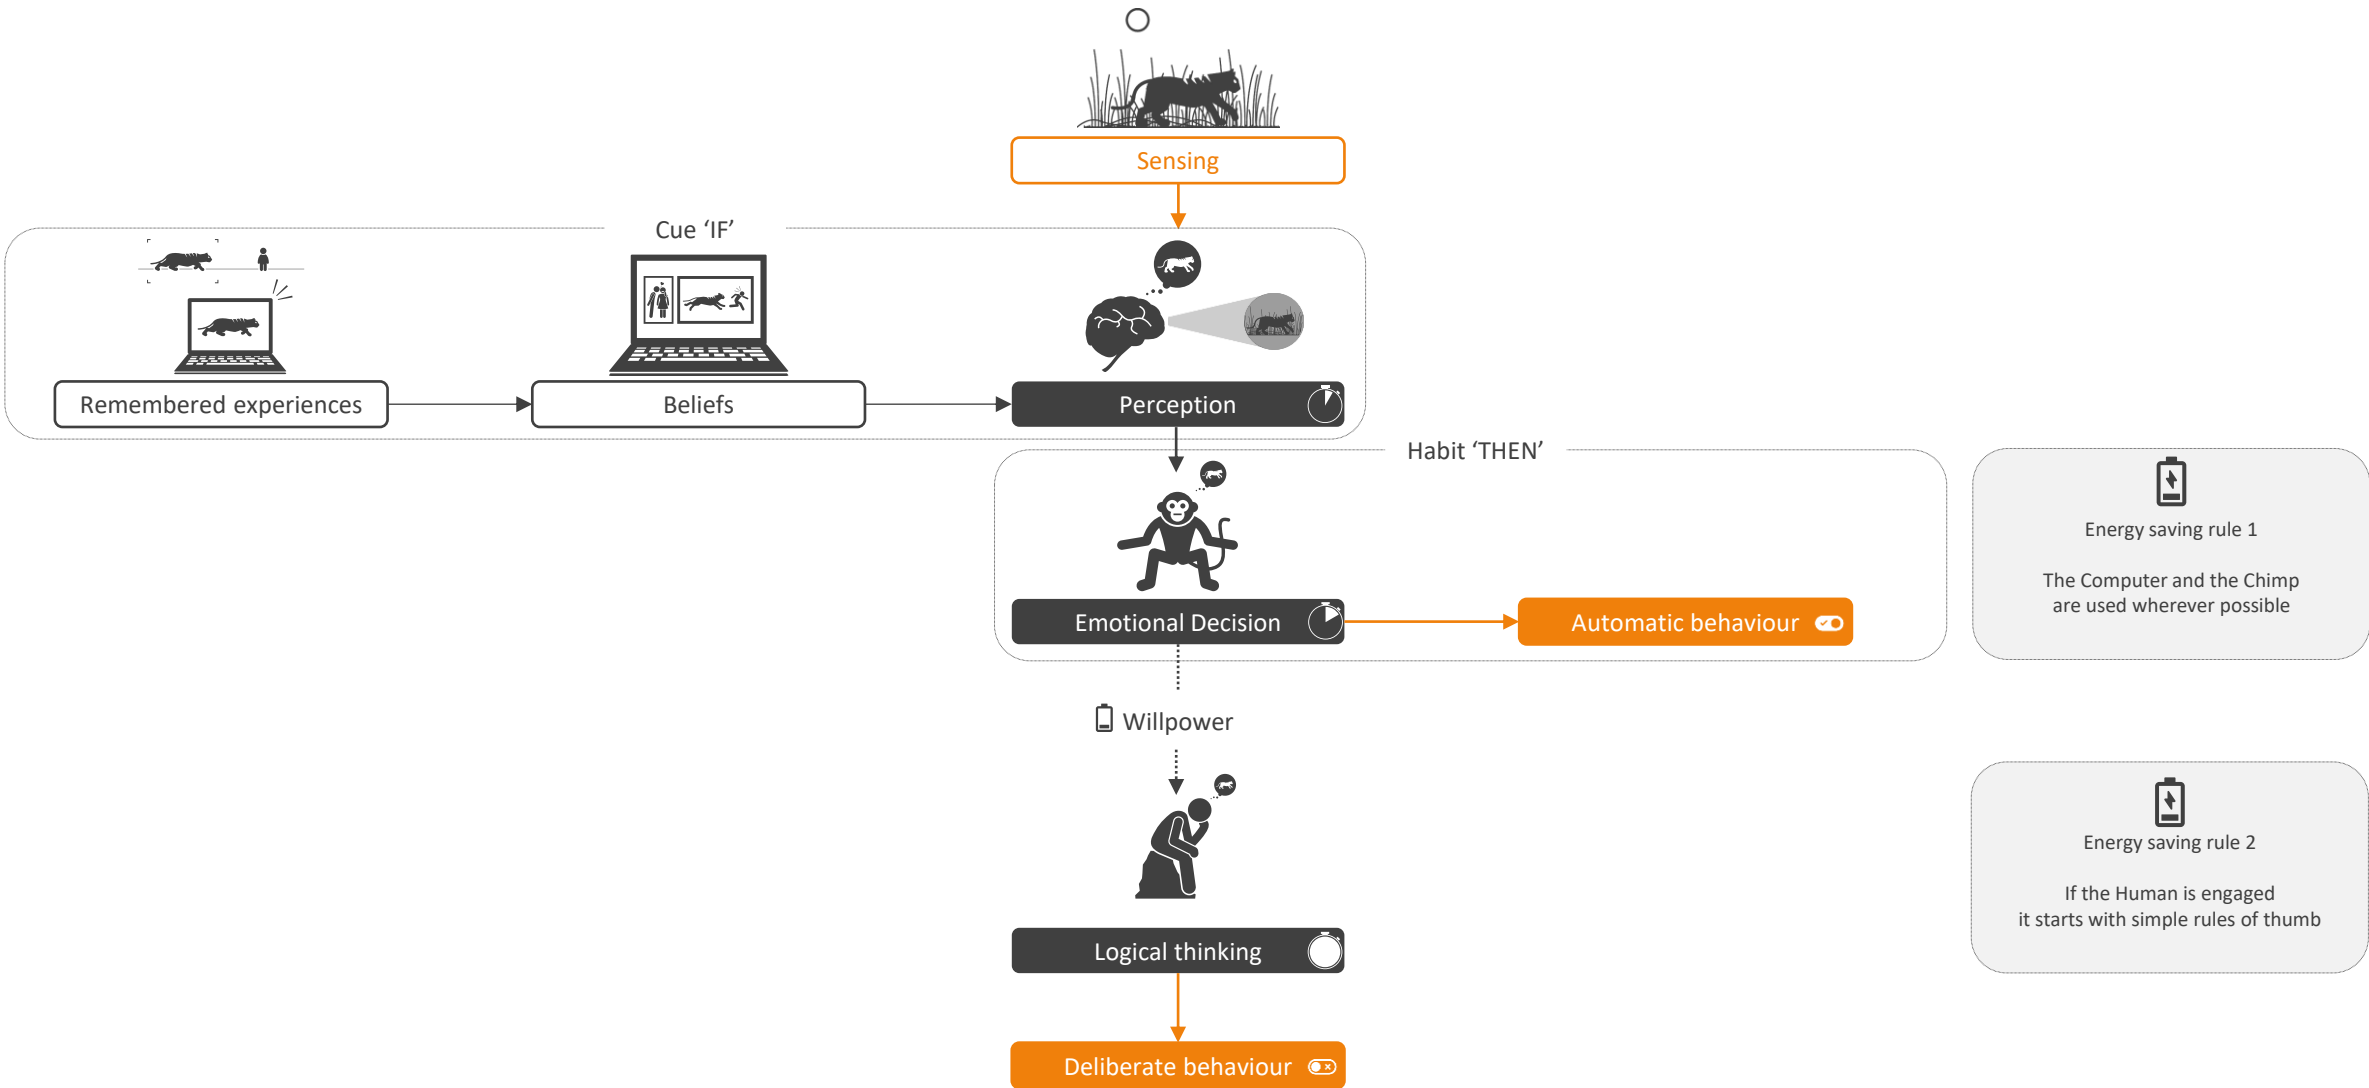 Sensing
Cue ‘IF’
Remembered experiences
Beliefs
Perception
Habit ‘THEN’
Emotional Decision
Automatic behaviour
Energy saving rule 1
The Computer and the Chimp
are used wherever possible
Willpower
Energy saving rule 2
If the Human is engaged
it starts with simple rules of thumb
Logical thinking
Deliberate behaviour